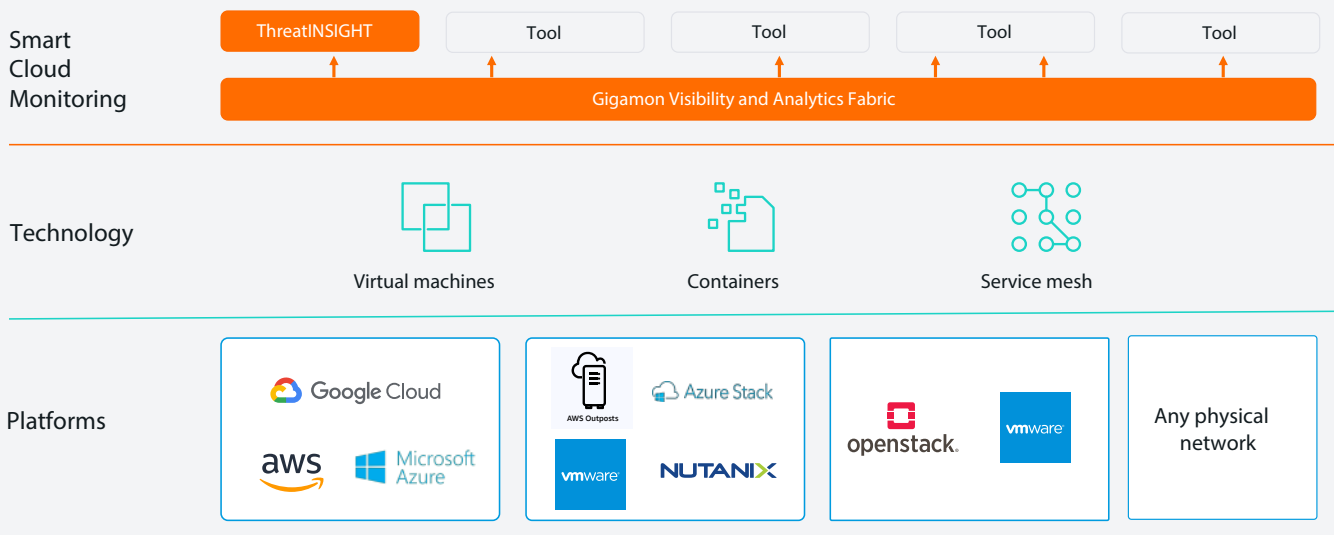 Smart
Cloud
Monitoring
ThreatINSIGHT
Tool
Tool
Tool
Tool
Gigamon Visibility and Analytics Fabric
Technology
Virtual machines
Containers
Service mesh
Platforms
Google Cloud
aws
Microsoft
Azure
AWS Outposts
Azure Stack
vmware
NUTANIX
openstack.
vmware
Any physical
network